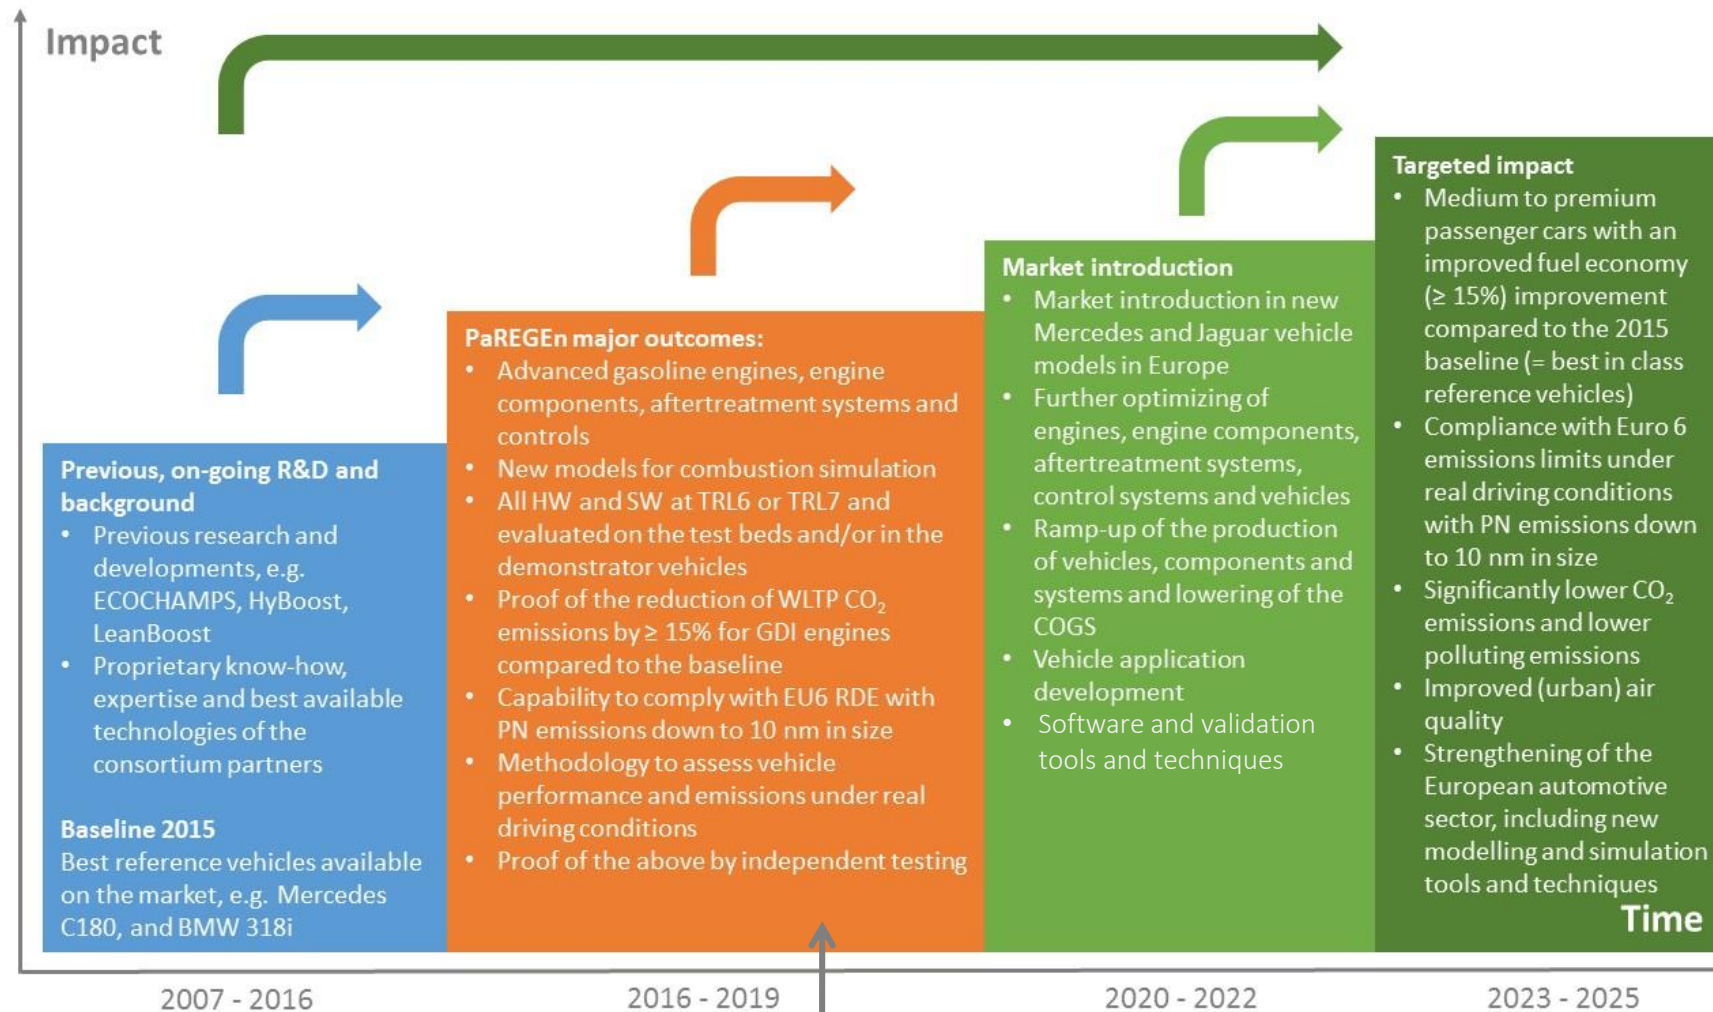 Impact
Previous, on-going R&D and
background
• Previous research and
developments, e.g.
ECOCHAMPS, HyBoost,
LeanBoost
• Proprietary know-how,
expertise and best available
technologies of the
consortium partners
Baseline 2015
Best reference vehicles available
on the market, e.g. Mercedes
C180, and BMW 318i
PaREGEn major outcomes:
• Advanced gasoline engines, engine
components, aftertreatment systems and
controls
• New models for combustion simulation
• All HW and SW at TRL6 or TRL7 and
evaluated on the test beds and/or in the
demonstrator vehicles
• Proof of the reduction of WLTP CO₂
emissions by ≥ 15% for GDI engines
compared to the baseline
• Capability to comply with EU6 RDE with
PN emissions down to 10 nm in size
• Methodology to assess vehicle
performance and emissions under real
driving conditions
• Proof of the above by independent testing
Market introduction
• Market introduction in new
Mercedes and Jaguar vehicle
models in Europe
• Further optimizing of
engines, engine components,
aftertreatment systems,
control systems and vehicles
• Ramp-up of the production
of vehicles, components and
systems and lowering of the
COGS
• Vehicle application
development
• Software and validation
tools and techniques
Targeted impact
• Medium to premium
passenger cars with an
improved fuel economy
(≥ 15%) improvement
compared to the 2015
baseline (= best in class
reference vehicles)
• Compliance with Euro 6
emissions limits under
real driving conditions
with PN emissions down
to 10 nm in size
• Significantly lower CO₂
emissions and lower
polluting emissions
• Improved (urban) air
quality
• Strengthening of the
European automotive
sector, including new
modelling and simulation
tools and techniques
Time
2007 - 2016
2016 - 2019
2020 - 2022
2023 - 2025